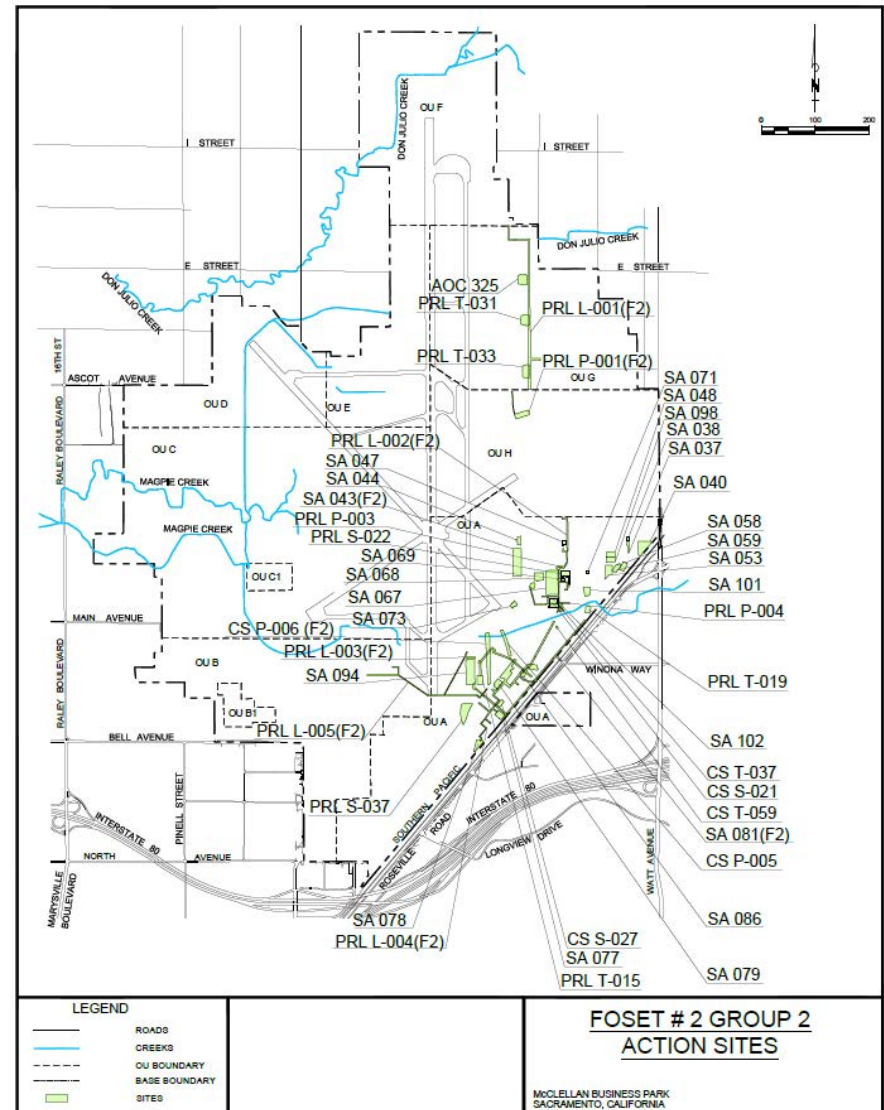 DON JULIO CREEK
OU F
N
0 100 200
I STREET
I STREET
DON JULIO CREEK
E STREET
E STREET
DON JULIO CREEK
AOC 325
PRL T-031
PRL L-001(F2)
PRL T-033
PRL P-001(F2)
OU G
16TH ST
ASCOT AVENUE
OU D
OU E
SA 071
SA 048
SA 098
SA 038
SA 037
SA 040
RALEY BOULEVARD
OU C
PRL L-002(F2)
OU H
SA 047
SA 044
SA 043(F2)
PRL P-003
PRL S-022
OU A
MAGPIE CREEK
MAGPIE CREEK
SA 058
SA 059
SA 053
SA 069
SA 068
SA 067
SA 073
OU C1
SA 101
PRL P-004
MAIN AVENUE
CS P-006 (F2)
PRL L-003(F2)
SA 094
OU B
WINONA WAY
PRL T-019
RALEY BOULEVARD
OU B1
OU A
OU A
PRL L-005(F2)
BELL AVENUE
SA 102
CS T-037
CS S-021
CS T-059
SA 081(F2)
CS P-005
PRL S-037
PINELL STREET
SOUTHERN PACIFIC
ROSEVILLE ROAD
INTERSTATE 80
INTERSTATE 80
LONGVIEW DRIVE
NORTH AVENUE
MARYSVILLE BOULEVARD
WATT AVENUE
SA 086
SA 078
PRL L-004(F2)
CS S-027
SA 077
PRL T-015
SA 079
LEGEND
ROADS
CREEKS
OU BOUNDARY
BASE BOUNDARY
SITES
FOSET # 2 GROUP 2
ACTION SITES
McCLELLAN BUSINESS PARK
SACRAMENTO, CALIFORNIA